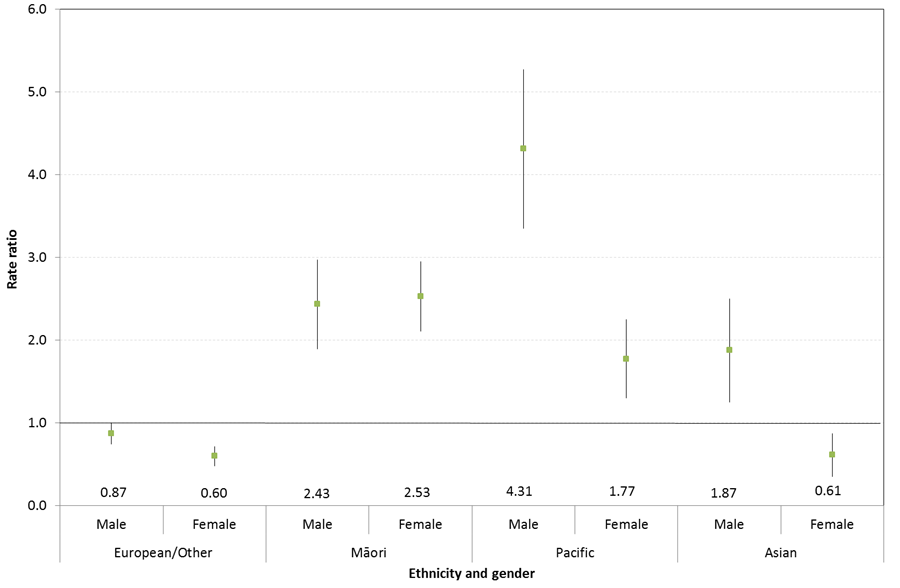 6.0
5.0
4.0
3.0
2.0
1.0
0.0
Rate ratio
0.87 0.60 2.43 2.53 4.31 1.77 1.87 0.61
Male Female Male Female Male Female Male Female
European/Other Māori Pacific Asian
Ethnicity and gender